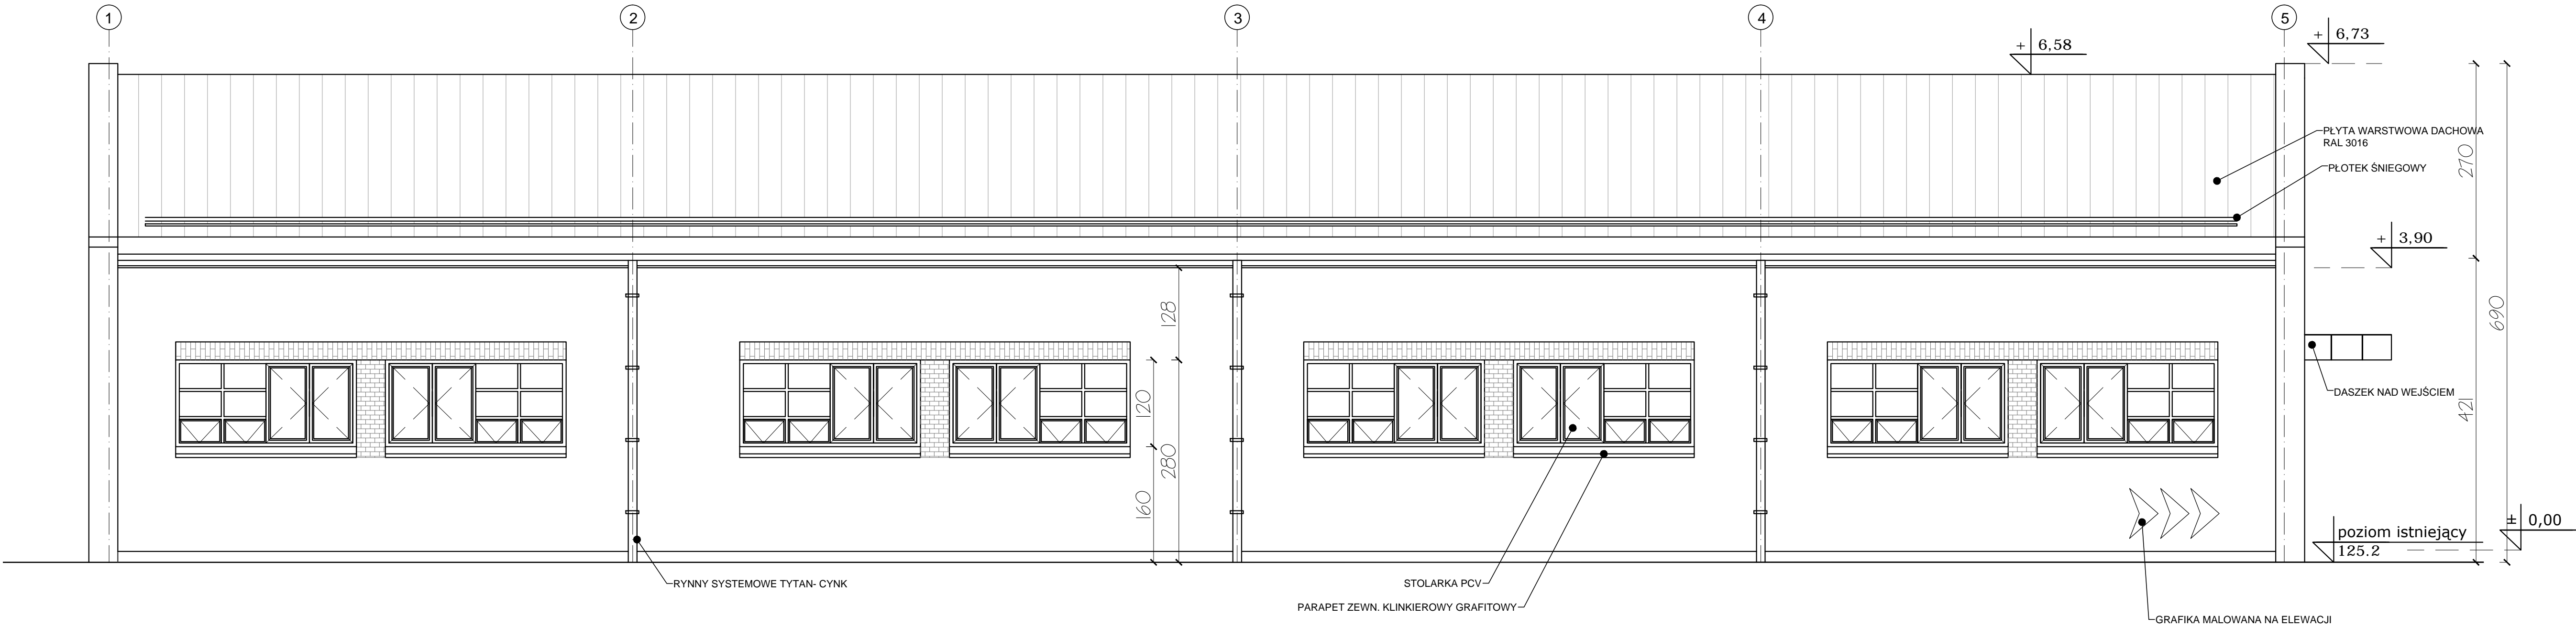 1
2
3
4
5
+ 6,58
+ 6,73
PŁYTA WARSTWOWA DACHOWA
RAL 3016
PŁOTEK ŚNIEGOWY
270
+ 3,90
690
128
120
280
160
DASZEK NAD WEJŚCIEM
421
± 0,00
poziom istniejący
125.2
RYNNY SYSTEMOWE TYTAN- CYNK
STOLARKA PCV
PARAPET ZEWN. KLINKIEROWY GRAFITOWY
GRAFIKA MALOWANA NA ELEWACJI